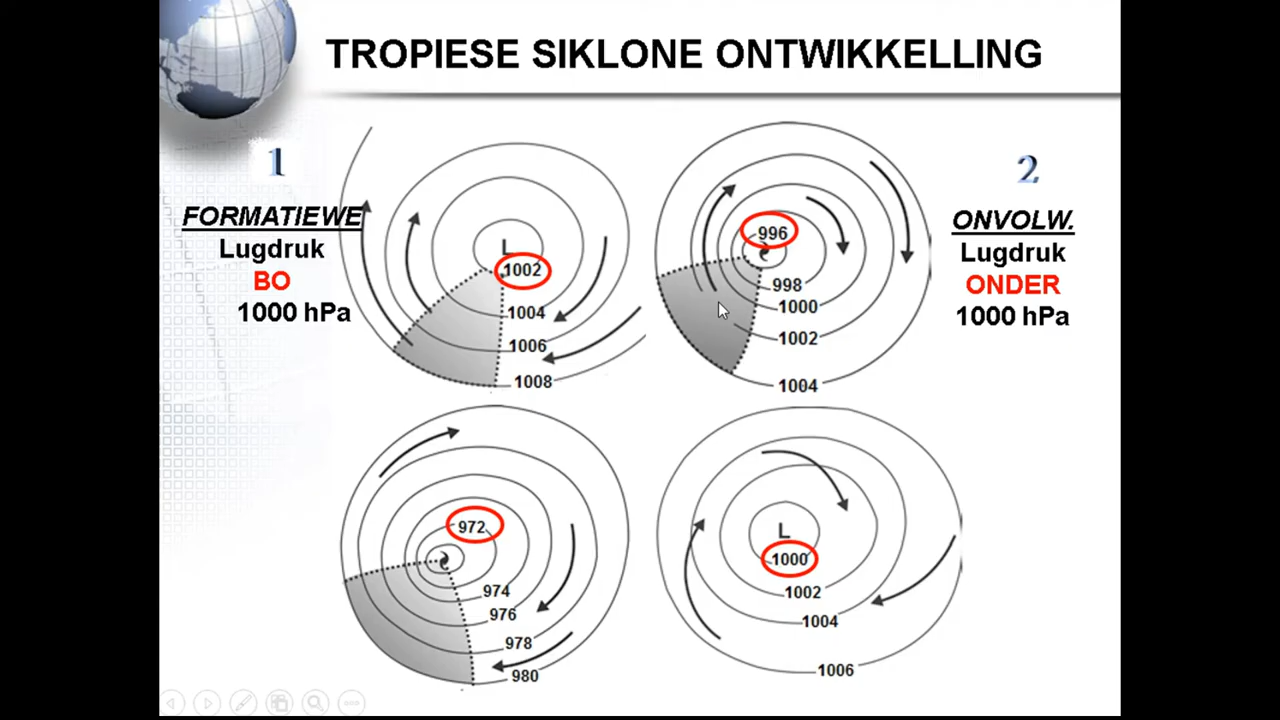 TROPIESE SIKLONE ONTWIKKELLING
1
FORMATIEWE
Lugdruk
BO
1000 hPa
L
1002
1004
1006
1008
996
998
1000
1002
1004
2
ONVOLW.
Lugdruk
ONDER
1000 hPa
972
974
976
978
980
L
1000
1002
1004
1006